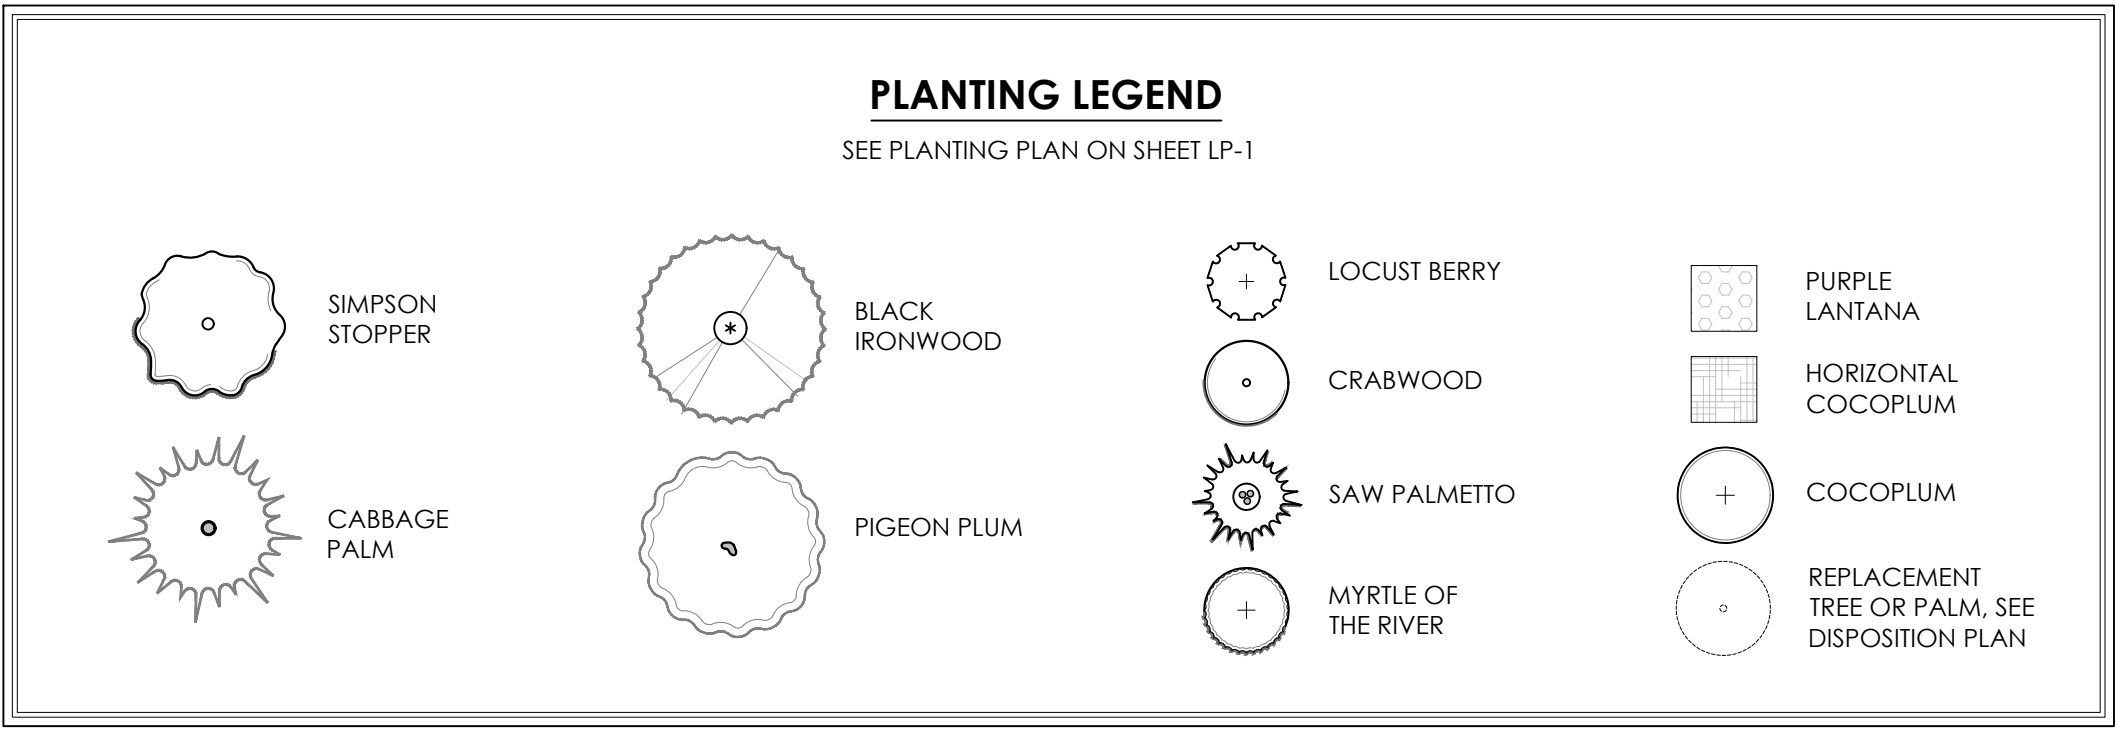 PLANTING LEGEND
SEE PLANTING PLAN ON SHEET LP-1
SIMPSON
STOPPER
CABBAGE
PALM
BLACK
IRONWOOD
PIGEON PLUM
LOCUST BERRY
CRABWOOD
SAW PALMETTO
MYRTLE OF
THE RIVER
PURPLE
LANTANA
HORIZONTAL
COCOPLUM
COCOPLUM
REPLACEMENT
TREE OR PALM, SEE
DISPOSITION PLAN